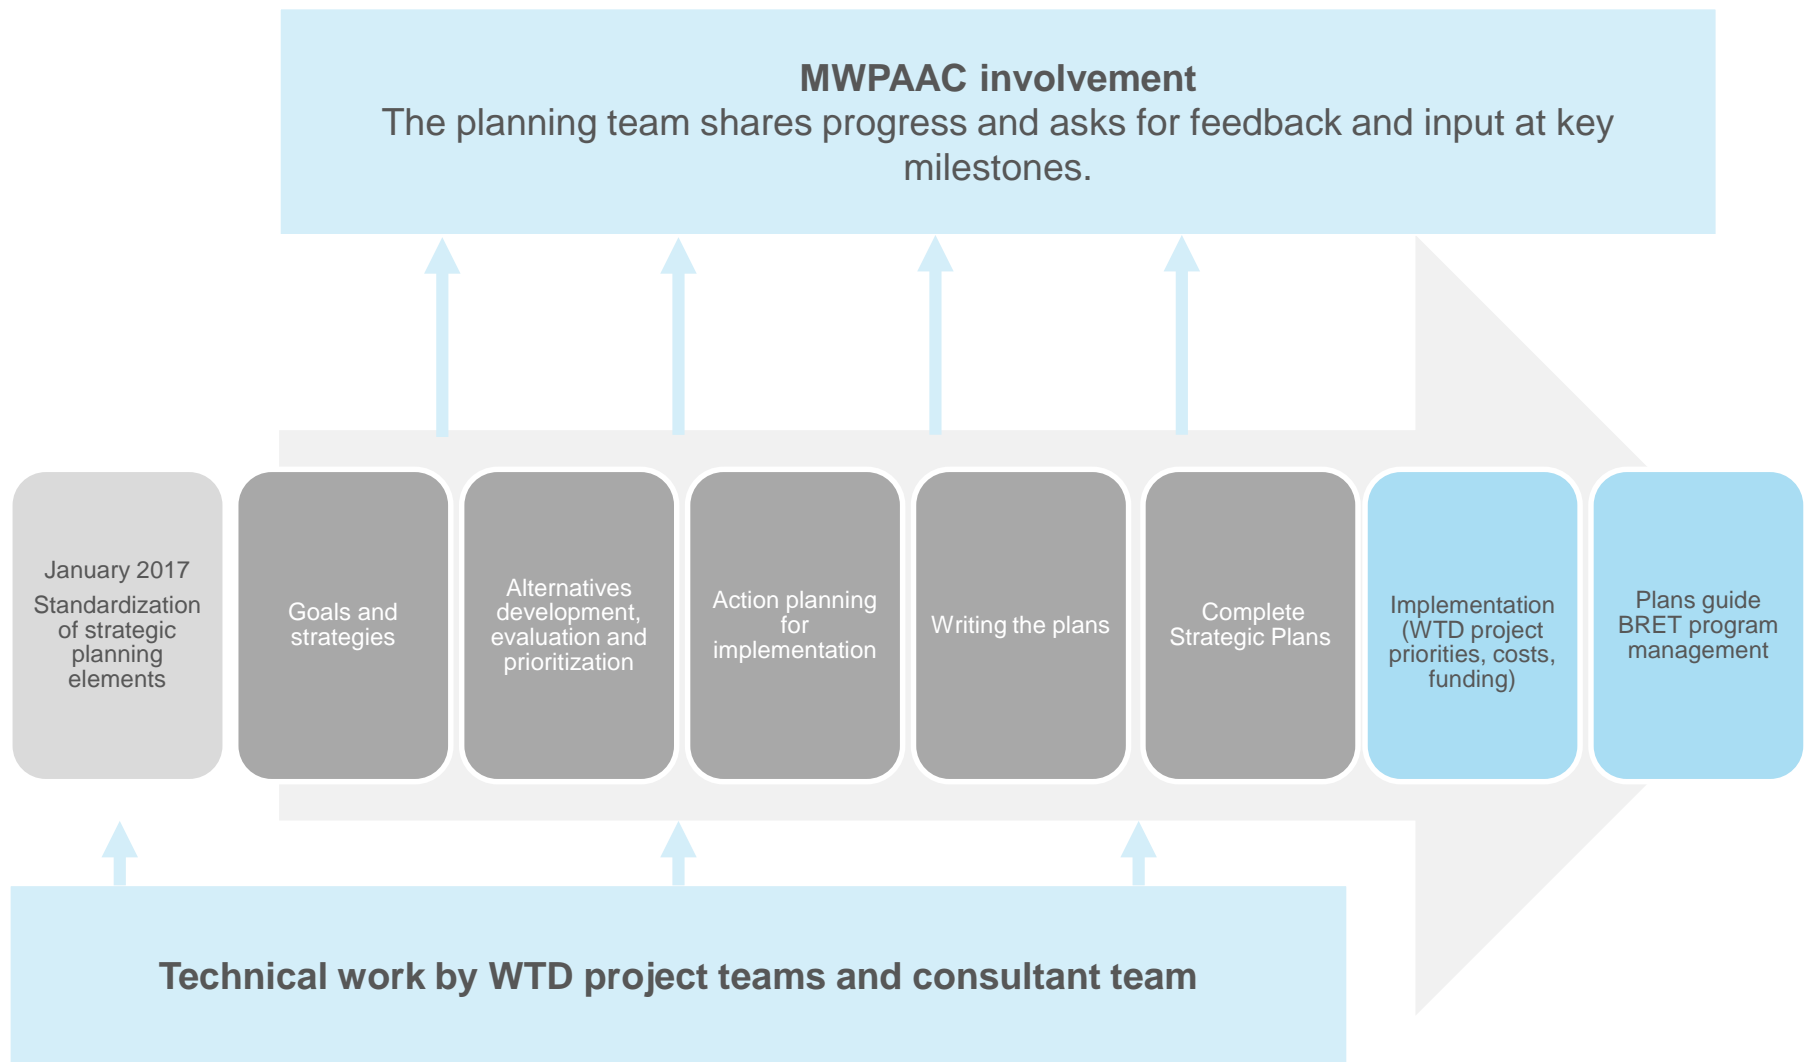 MWPAAC involvement
The planning team shares progress and asks for feedback and input at key
milestones.
January 2017
Standardization
of strategic
planning
elements
Goals and
strategies
Alternatives
development,
evaluation and
prioritization
Action planning
for
implementation
Writing the plans
Complete
Strategic Plans
Implementation
(WTD project
priorities, costs,
funding)
Plans guide
BRET program
management
Technical work by WTD project teams and consultant team